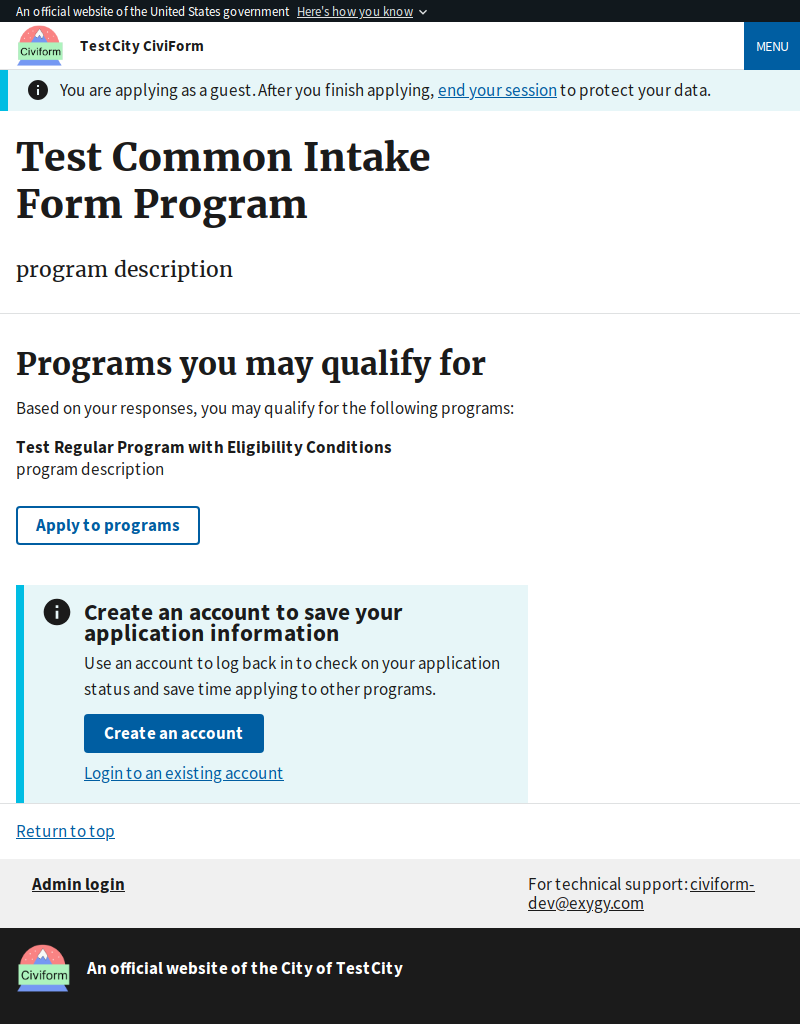 An official website of the United States government Here's how you know
Civiform
TestCity CiviForm
MENU
You are applying as a guest. After you finish applying, end your session to protect your data.
Test Common Intake
Form Program
program description
Programs you may qualify for
Based on your responses, you may qualify for the following programs:
Test Regular Program with Eligibility Conditions
program description
Apply to programs
Create an account to save your
application information
Use an account to log back in to check on your application
status and save time applying to other programs.
Create an account
Login to an existing account
Return to top
Admin login
For technical support: civiform-
dev@exygy.com
Civiform
An official website of the City of TestCity